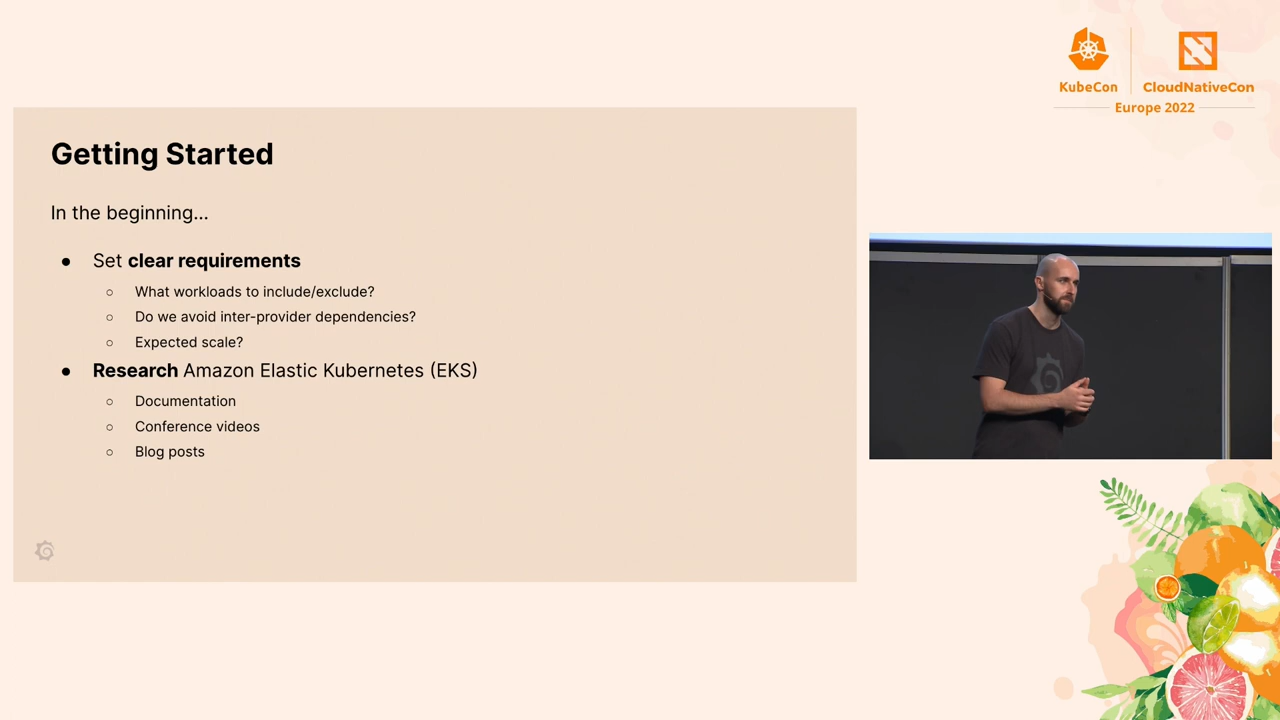 KubeCon
CloudNativeCon
Europe 2022
Getting Started
In the beginning...
● Set clear requirements
○ What workloads to include/exclude?
○ Do we avoid inter-provider dependencies?
○ Expected scale?
● Research Amazon Elastic Kubernetes (EKS)
○ Documentation
○ Conference videos
○ Blog posts